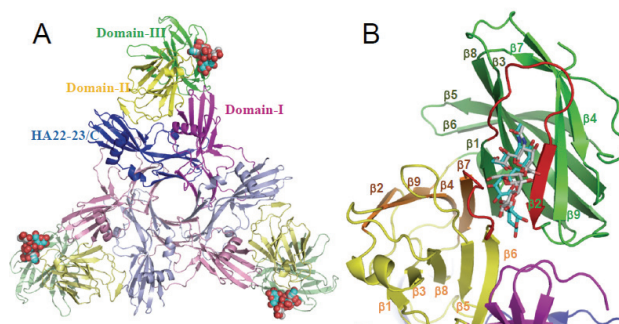 A
Domain-III
Domain-II
Domain-I
HA22-23/C
B
β7
β8
β3
β5
β4
β6
β1
β7
β2
β9
β4
β2
β9
β6
β3
β8
β1
β5